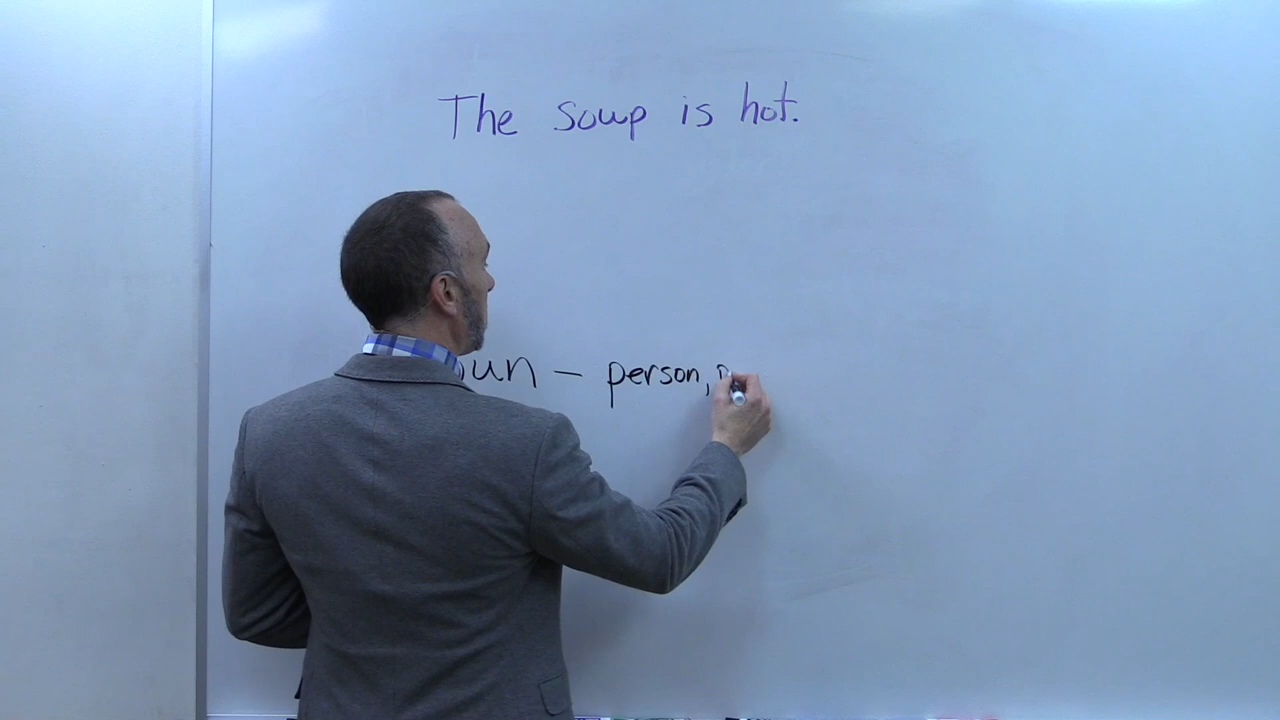 The soup is hot.
oun – person, p